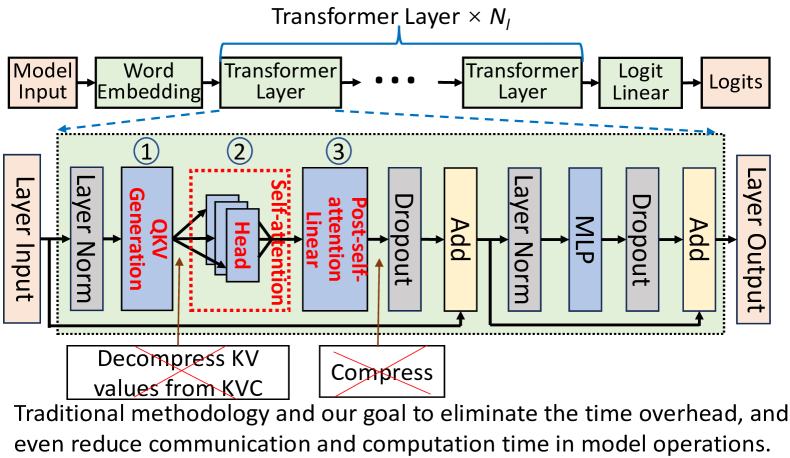 Transformer Layer × Nl
Model
Input
Word
Embedding
Transformer
Layer
• • •
Transformer
Layer
Logit
Linear
Logits
① ② ③
Layer Input
Layer Norm
QKV
Generation
Head
Self-attention
Post-self-
attention
Linear
Dropout
Add
Layer Norm
MLP
Dropout
Add
Layer Output
Decompress KV
values from KVC
Compress
Traditional methodology and our goal to eliminate the time overhead, and
even reduce communication and computation time in model operations.